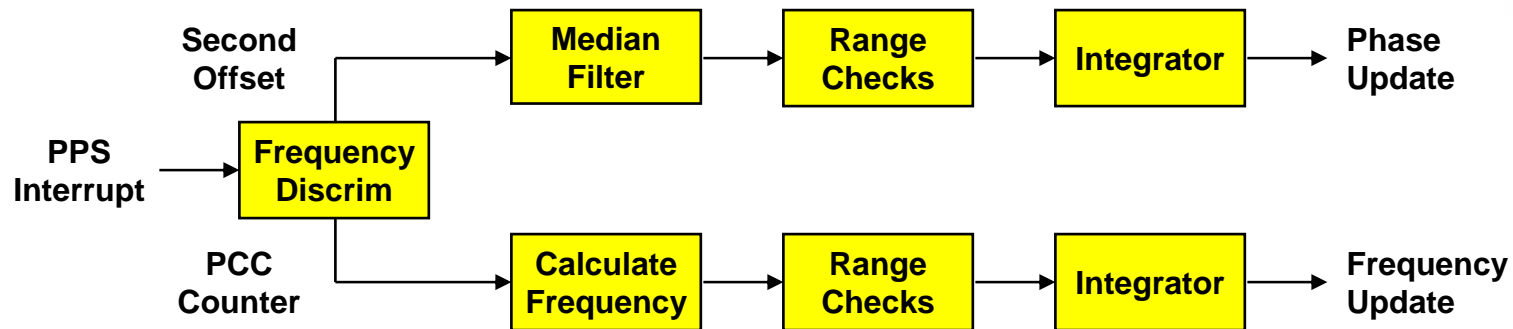 Second
Offset
Median
Filter
Range
Checks
Integrator
Phase
Update
PPS
Interrupt
Frequency
Discrim
PCC
Counter
Calculate
Frequency
Range
Checks
Integrator
Frequency
Update